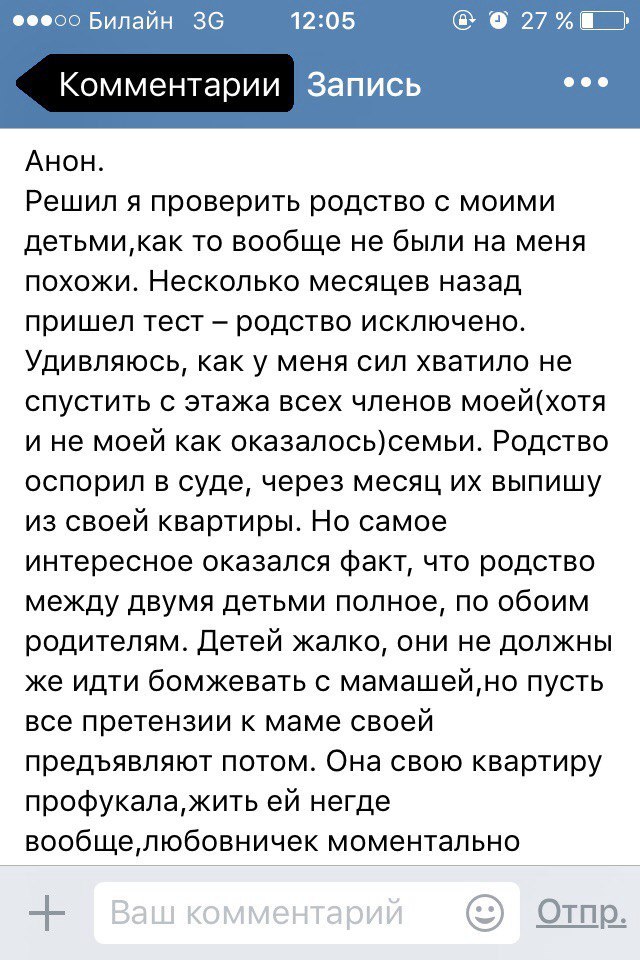 Билайн 3G 12:05 27 %
Комментарии Запись
Анон.
Решил я проверить родство с моими
детьми,как то вообще не были на меня
похожи. Несколько месяцев назад
пришел тест – родство исключено.
Удивляюсь, как у меня сил хватило не
спустить с этажа всех членов моей(хотя
и не моей как оказалось)семьи. Родство
оспорил в суде, через месяц их выпишу
из своей квартиры. Но самое
интересное оказался факт, что родство
между двумя детьми полное, по обоим
родителям. Детей жалко, они не должны
же идти бомжевать с мамашей,но пусть
все претензии к маме своей
предъявляют потом. Она свою квартиру
профукала,жить ей негде
вообще,любовничек моментально
Ваш комментарий Отпр.